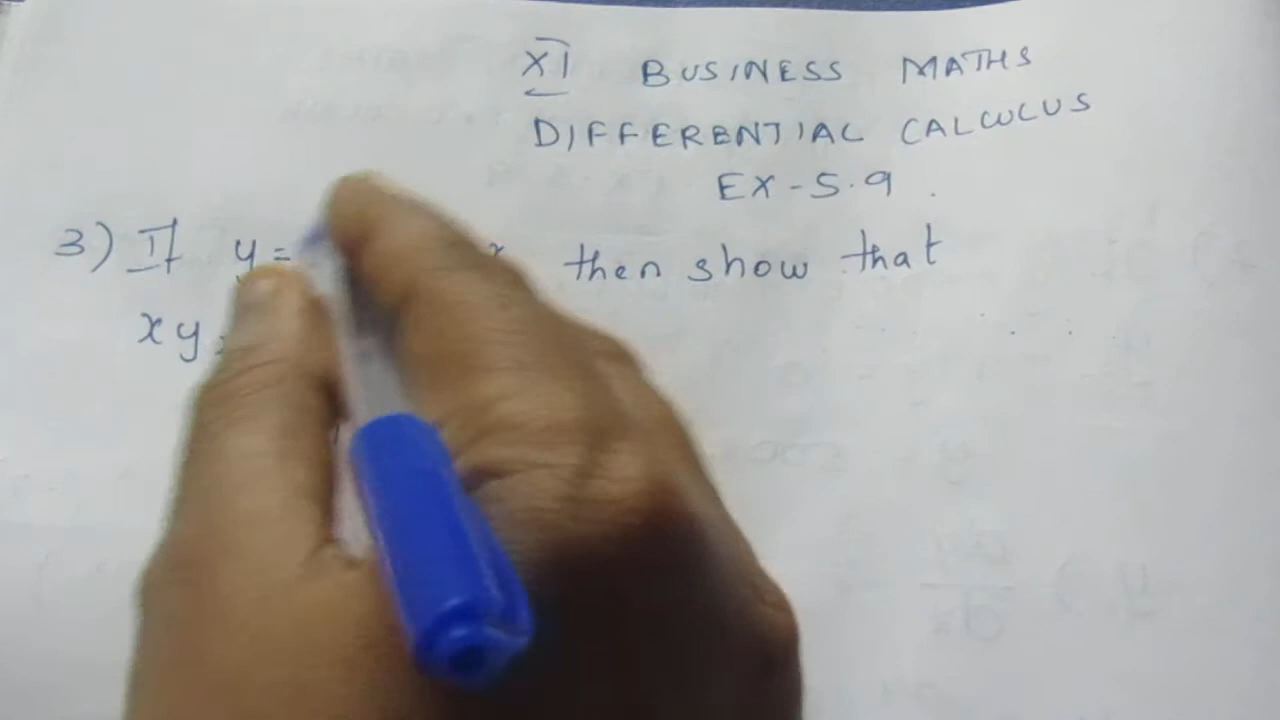 XI BUSINESS MATHS
DIFFERENTIAL CALCULUS
EX-5.9.
3) If y= x then show that
xy